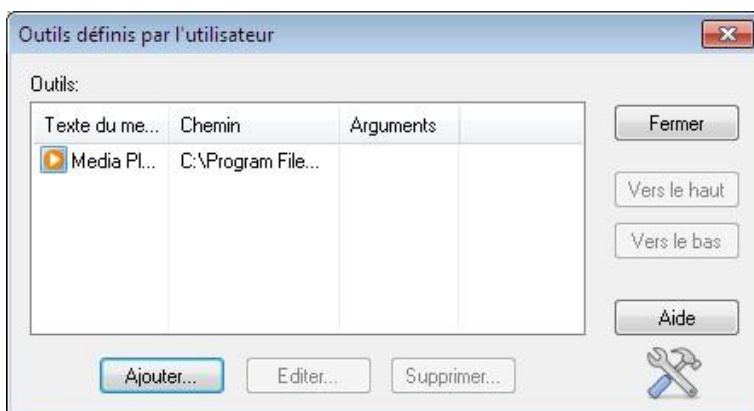 Outils définis par l'utilisateur
Outils:
Texte du me... Chemin Arguments
Media Pl... C:\Program File...
Fermer
Vers le haut
Vers le bas
Aide
Ajouter... Editer... Supprimer...